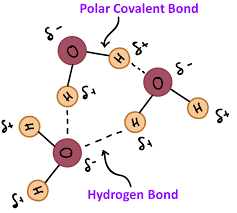 Polar Covalent Bond
δ-
O
H
δ+
δ-
O
H
δ+
H
δ+
H
δ+
δ+
H
O
δ-
H
δ+
Hydrogen Bond